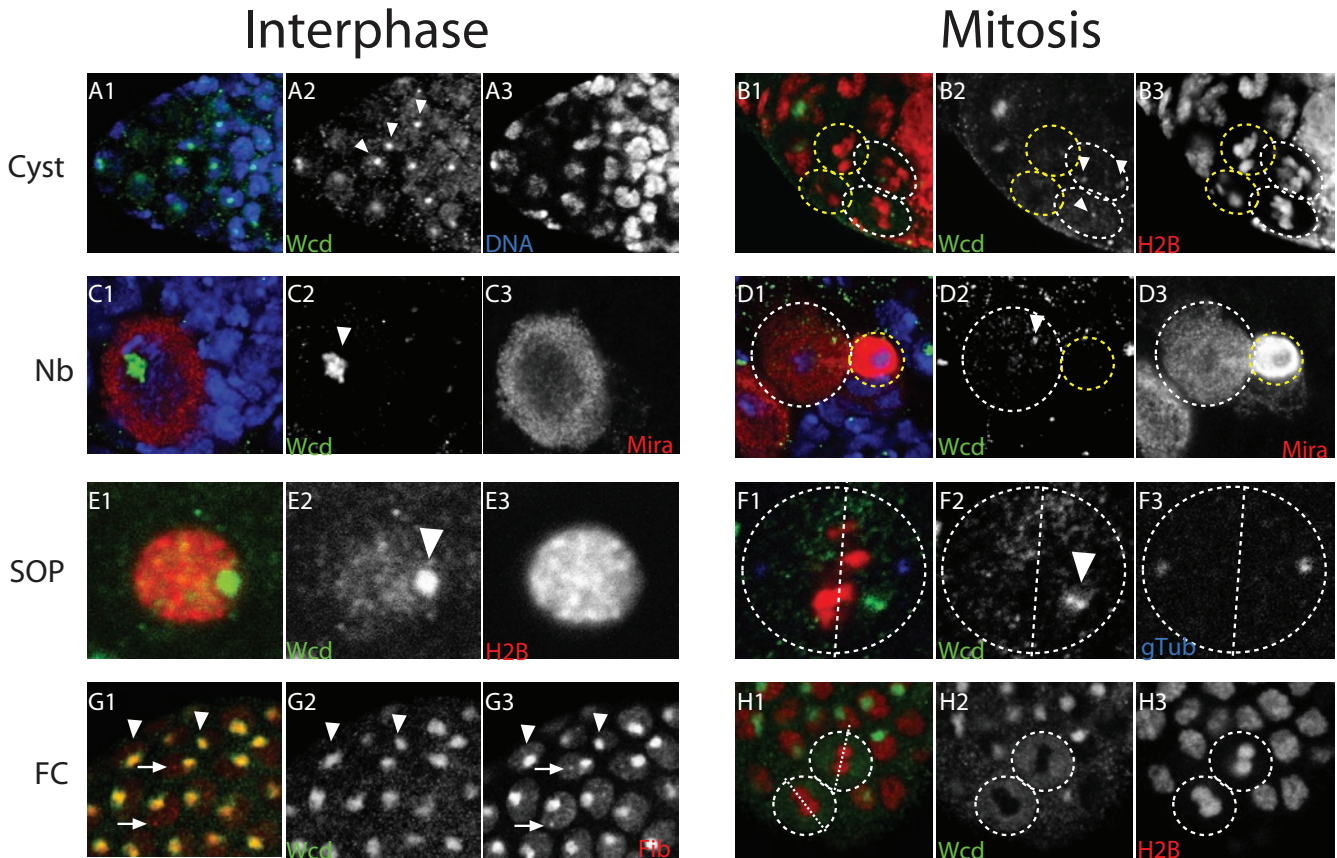 Interphase Mitosis
Cyst A1 A2 A3 B1 B2 B3
Wcd DNA Wcd H2B
Nb C1 C2 C3 D1 D2 D3
Wcd Mira Wcd Mira
SOP E1 E2 E3 F1 F2 F3
Wcd H2B Wcd gTub
FC G1 G2 G3 H1 H2 H3
Wcd Fib Wcd H2B